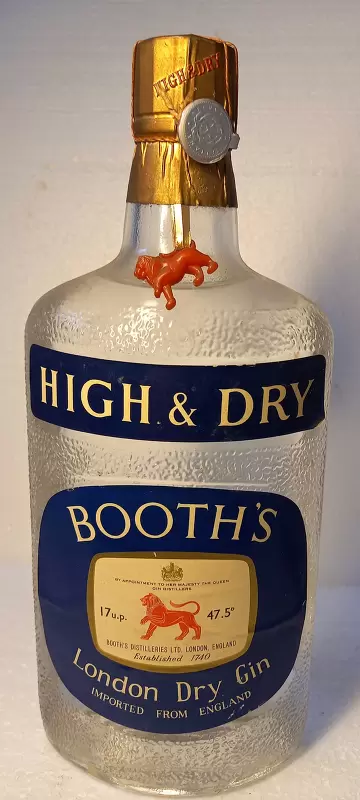 HIGH & DRY
HIGH & DRY
BOOTH'S
BY APPOINTMENT TO HER MAJESTY THE QUEEN
GIN DISTILLERS
17 u.p. 47.5°
BOOTH'S DISTILLERIES LTD. LONDON, ENGLAND
Established 1740
London Dry Gin
IMPORTED FROM ENGLAND